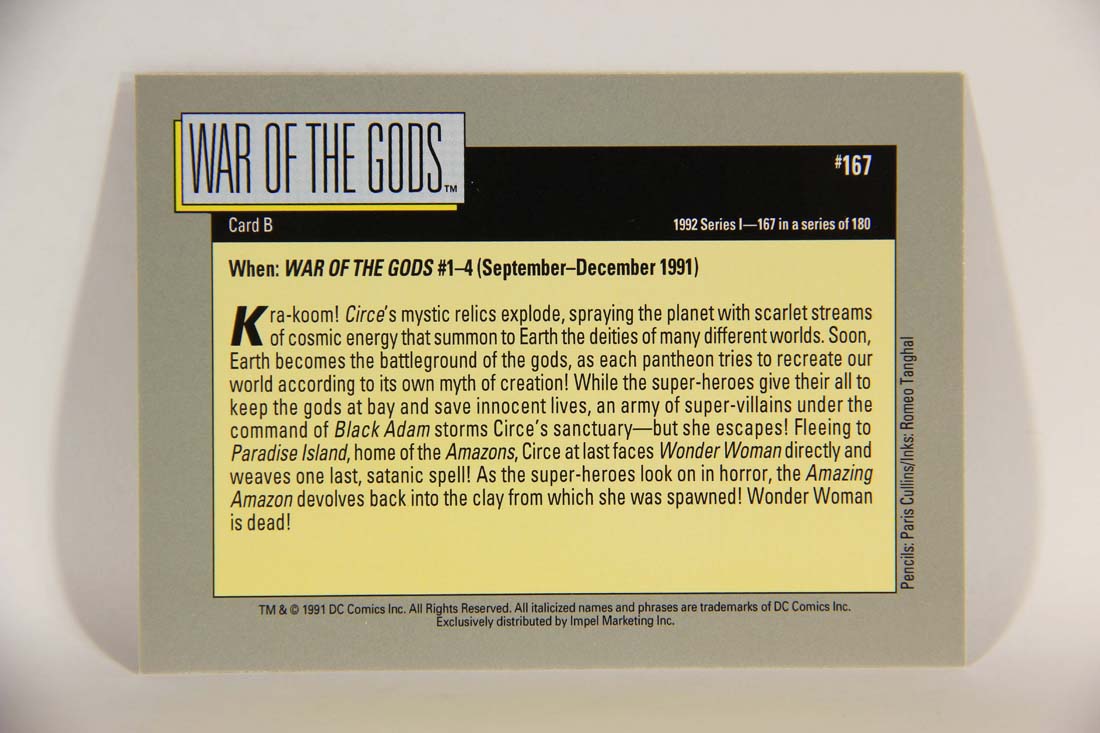 WAR OF THE GODS™
#167
Card B
1992 Series I—167 in a series of 180
When: WAR OF THE GODS #1–4 (September–December 1991)
Kra-koom! Circe's mystic relics explode, spraying the planet with scarlet streams
of cosmic energy that summon to Earth the deities of many different worlds. Soon,
Earth becomes the battleground of the gods, as each pantheon tries to recreate our
world according to its own myth of creation! While the super-heroes give their all to
keep the gods at bay and save innocent lives, an army of super-villains under the
command of Black Adam storms Circe's sanctuary—but she escapes! Fleeing to
Paradise Island, home of the Amazons, Circe at last faces Wonder Woman directly and
weaves one last, satanic spell! As the super-heroes look on in horror, the Amazing
Amazon devolves back into the clay from which she was spawned! Wonder Woman
is dead!
Pencils: Paris Cullins/Inks: Romeo Tanghal
TM & © 1991 DC Comics Inc. All Rights Reserved. All italicized names and phrases are trademarks of DC Comics Inc.
Exclusively distributed by Impel Marketing Inc.